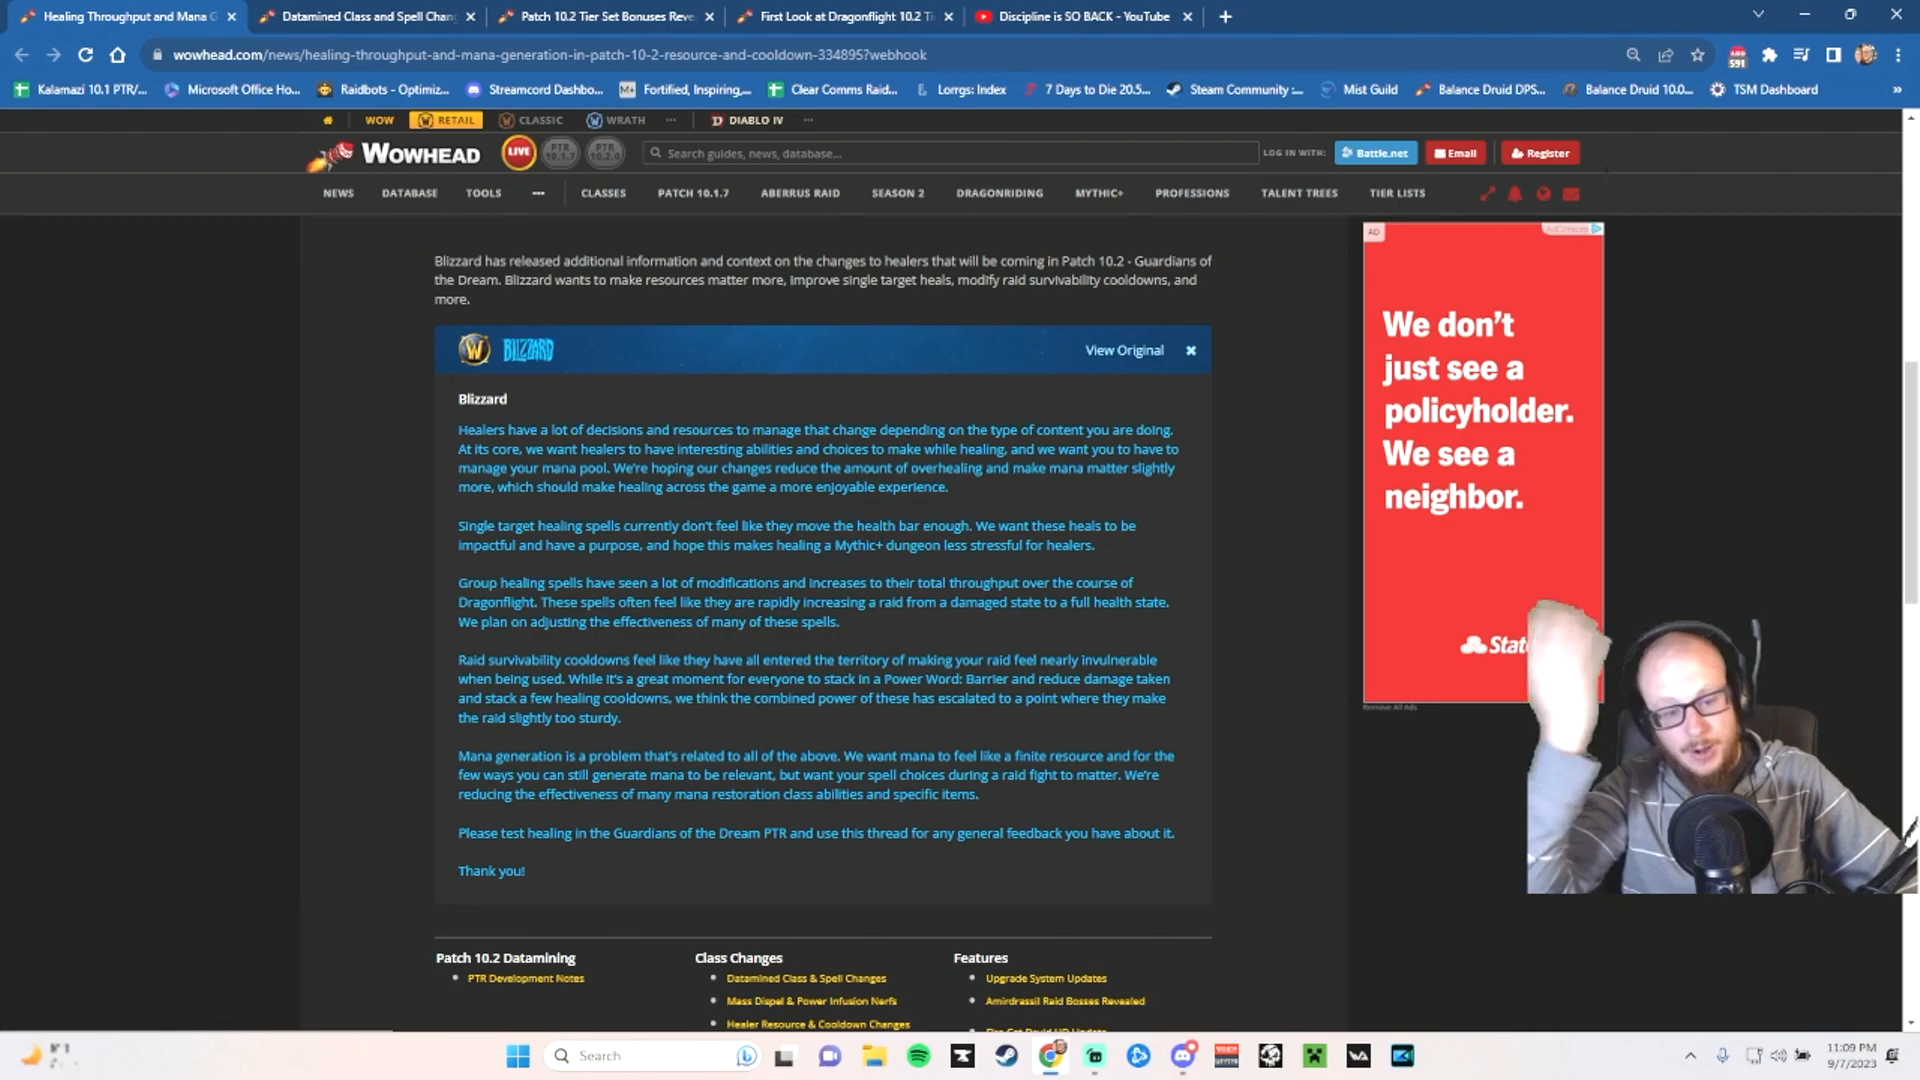 Healing Throughput and Mana G
Datamined Class and Spell Chan
Patch 10.2 Tier Set Bonuses Reve
First Look at Dragonflight 10.2 Ti
Discipline is SO BACK - YouTube
wowhead.com/news/healing-throughput-and-mana-generation-in-patch-10-2-resource-and-cooldown-334895?webhook
591
Kalamazi 10.1 PTR/...
Microsoft Office Ho...
Raidbots - Optimiz...
Streamcord Dashbo...
M+
Fortified, Inspiring,...
Clear Comms Raid...
Lorrgs: Index
7 Days to Die 20.5...
Steam Community :...
Mist Guild
Balance Druid DPS...
Balance Druid 10.0...
TSM Dashboard
»
WOW
RETAIL
CLASSIC
WRATH
...
DIABLO IV
...
WOWHEAD
LIVE
PTR 10.1.7
PTR 10.2.0
Search guides, news, database...
LOG IN WITH:
Battle.net
Email
Register
NEWS
DATABASE
TOOLS
...
CLASSES
PATCH 10.1.7
ABERRUS RAID
SEASON 2
DRAGONRIDING
MYTHIC+
PROFESSIONS
TALENT TREES
TIER LISTS
Blizzard has released additional information and context on the changes to healers that will be coming in Patch 10.2 - Guardians of
the Dream. Blizzard wants to make resources matter more, improve single target heals, modify raid survivability cooldowns, and
more.
BLIZZARD
View Original
Blizzard
Healers have a lot of decisions and resources to manage that change depending on the type of content you are doing.
At its core, we want healers to have interesting abilities and choices to make while healing, and we want you to have to
manage your mana pool. We're hoping our changes reduce the amount of overhealing and make mana matter slightly
more, which should make healing across the game a more enjoyable experience.
Single target healing spells currently don't feel like they move the health bar enough. We want these heals to be
impactful and have a purpose, and hope this makes healing a Mythic+ dungeon less stressful for healers.
Group healing spells have seen a lot of modifications and increases to their total throughput over the course of
Dragonflight. These spells often feel like they are rapidly increasing a raid from a damaged state to a full health state.
We plan on adjusting the effectiveness of many of these spells.
Raid survivability cooldowns feel like they have all entered the territory of making your raid feel nearly invulnerable
when being used. While it's a great moment for everyone to stack in a Power Word: Barrier and reduce damage taken
and stack a few healing cooldowns, we think the combined power of these has escalated to a point where they make
the raid slightly too sturdy.
Mana generation is a problem that's related to all of the above. We want mana to feel like a finite resource and for the
few ways you can still generate mana to be relevant, but want your spell choices during a raid fight to matter. We're
reducing the effectiveness of many mana restoration class abilities and specific items.
Please test healing in the Guardians of the Dream PTR and use this thread for any general feedback you have about it.
Thank you!
AD
AdChoices
We don't
just see a
policyholder.
We see a
neighbor.
State
Remove All Ads
Patch 10.2 Datamining
PTR Development Notes
Class Changes
Datamined Class & Spell Changes
Mass Dispel & Power Infusion Nerfs
Healer Resource & Cooldown Changes
Features
Upgrade System Updates
Amirdrassil Raid Bosses Revealed
Search
11:09 PM
9/7/2023